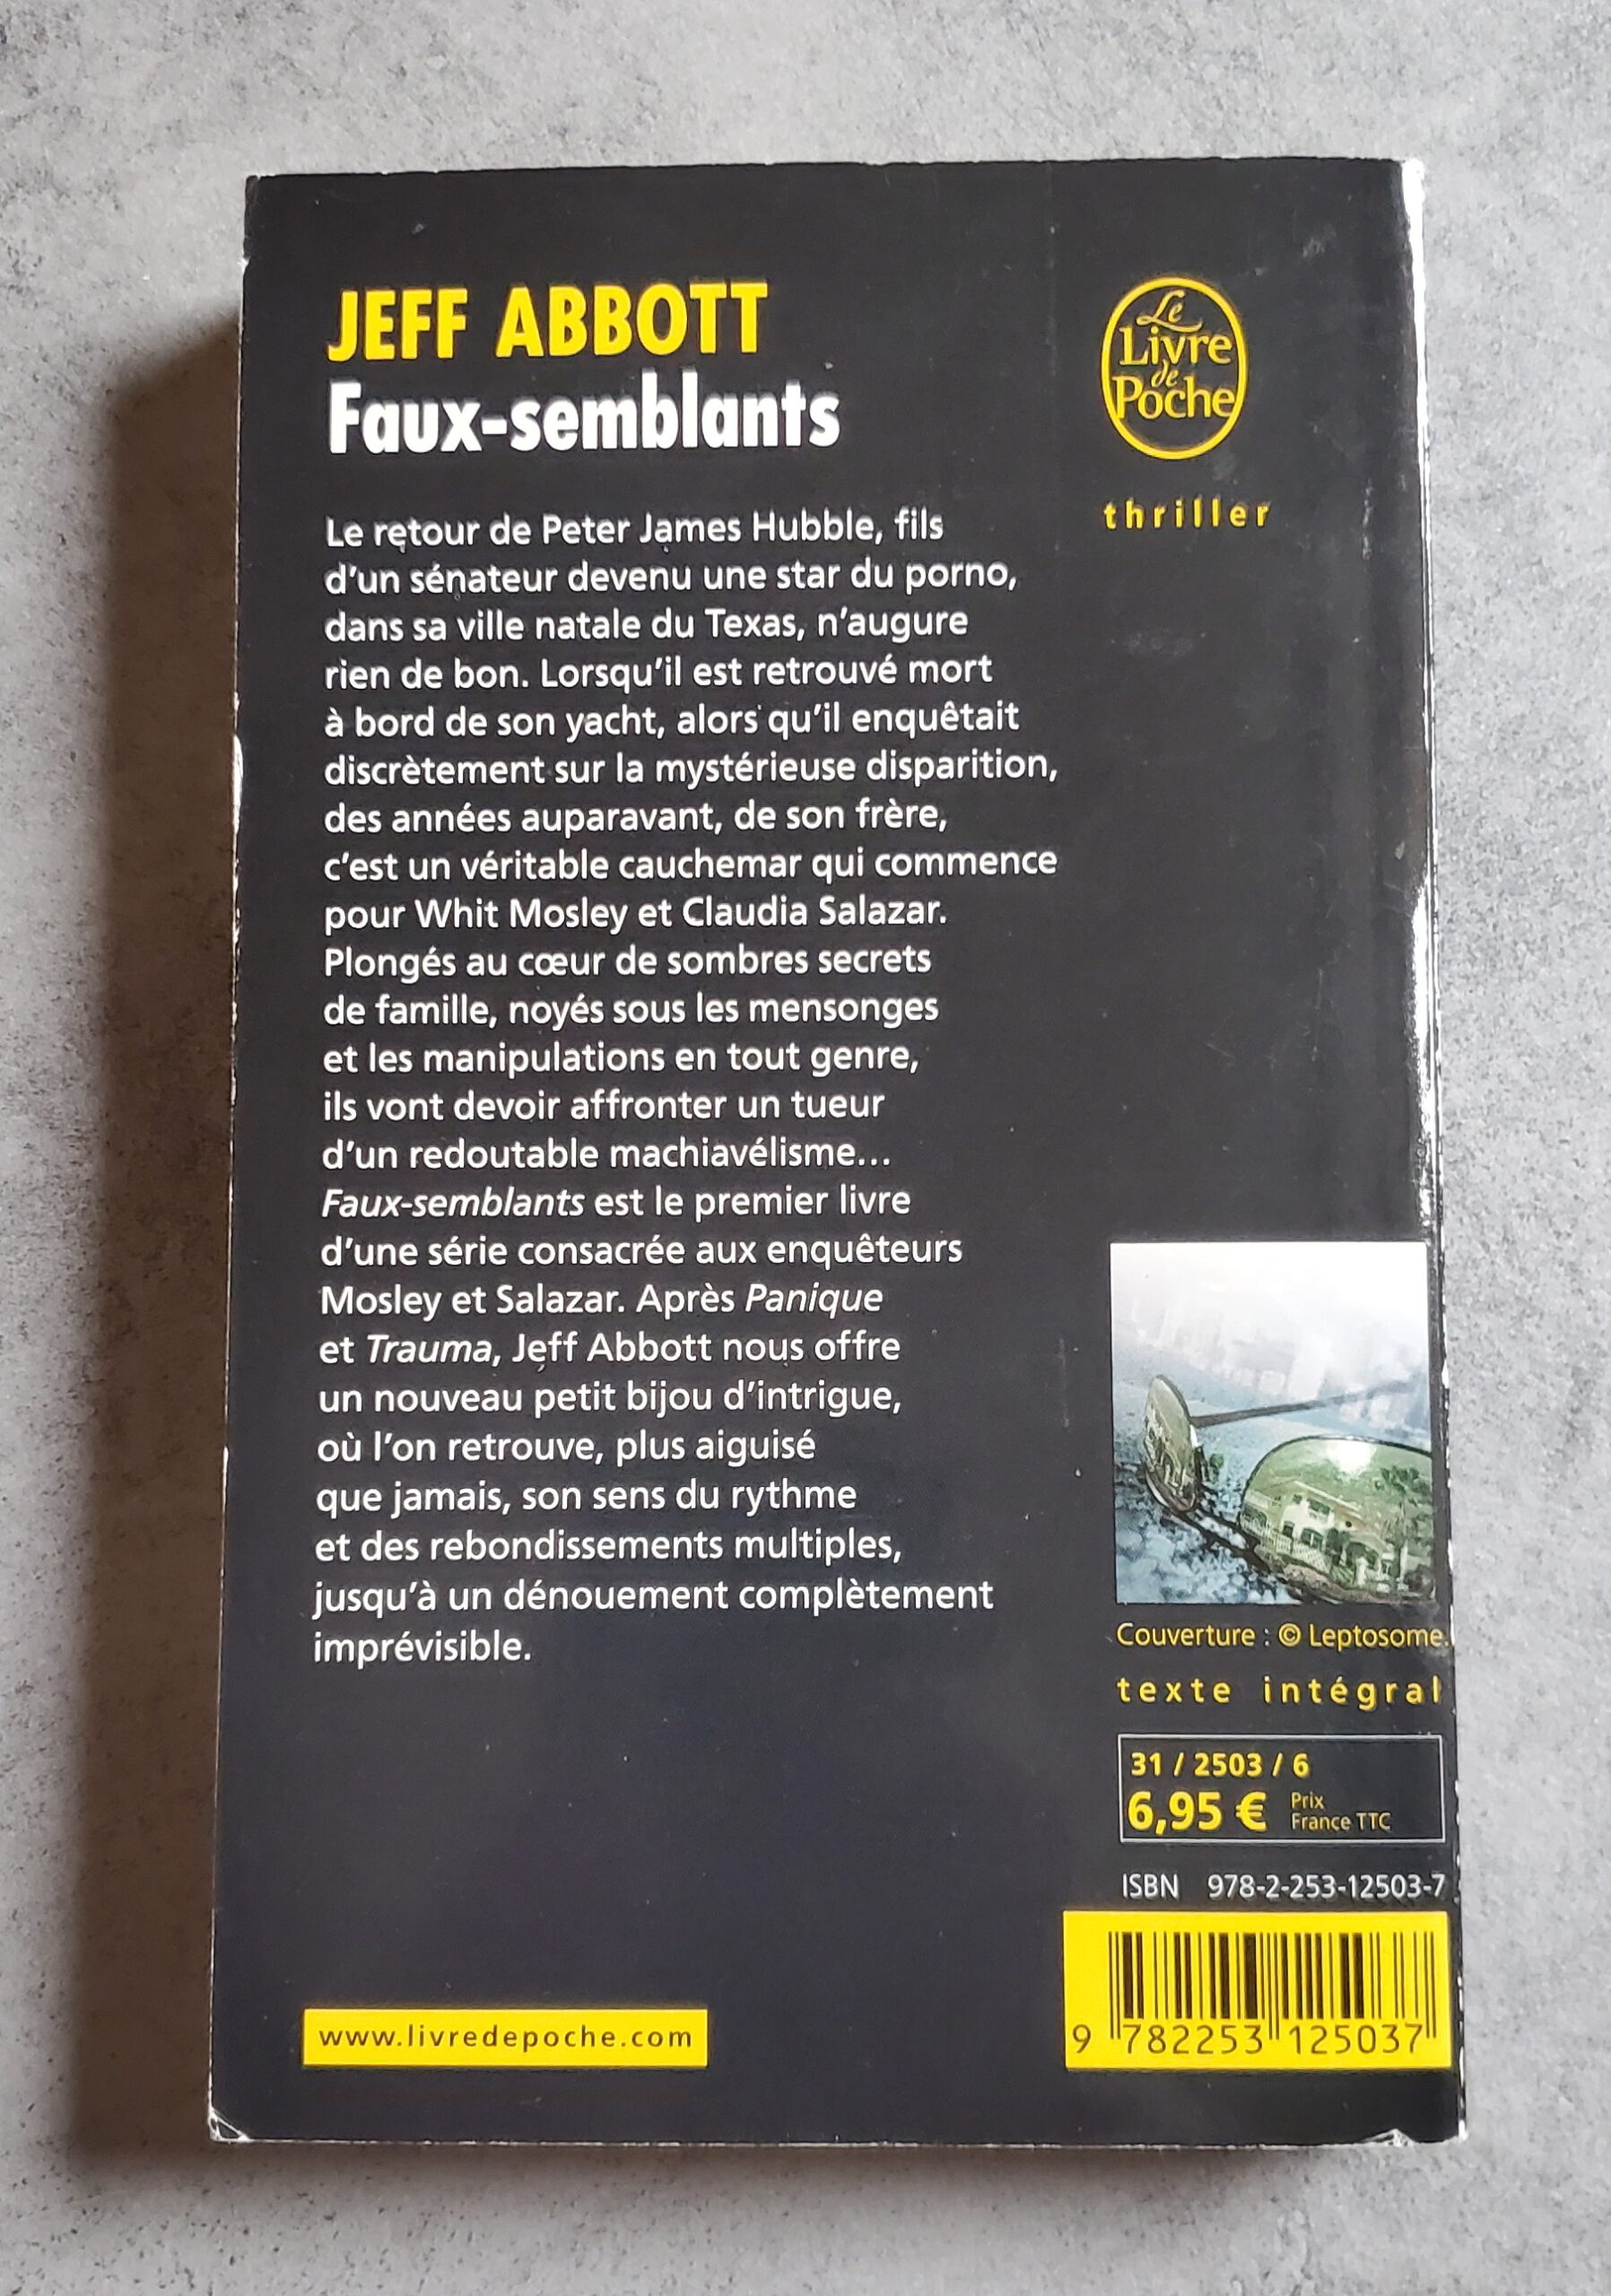 JEFF ABBOTT
Faux-semblants
Le retour de Peter James Hubble, fils
d'un sénateur devenu une star du porno,
dans sa ville natale du Texas, n'augure
rien de bon. Lorsqu'il est retrouvé mort
à bord de son yacht, alors qu'il enquêtait
discrètement sur la mystérieuse disparition,
des années auparavant, de son frère,
c'est un véritable cauchemar qui commence
pour Whit Mosley et Claudia Salazar.
Plongés au cœur de sombres secrets
de famille, noyés sous les mensonges
et les manipulations en tout genre,
ils vont devoir affronter un tueur
d'un redoutable machiavélisme...
Faux-semblants est le premier livre
d'une série consacrée aux enquêteurs
Mosley et Salazar. Après Panique
et Trauma, Jeff Abbott nous offre
un nouveau petit bijou d'intrigue,
où l'on retrouve, plus aiguisé
que jamais, son sens du rythme
et des rebondissements multiples,
jusqu'à un dénouement complètement
imprévisible.
www.livredepoche.com
Le
Livre
de
Poche
thriller
Couverture : © Leptosome.
texte intégral
31 / 2503 / 6
6,95 € Prix
France TTC
ISBN 978-2-253-12503-7
9 782253 125037